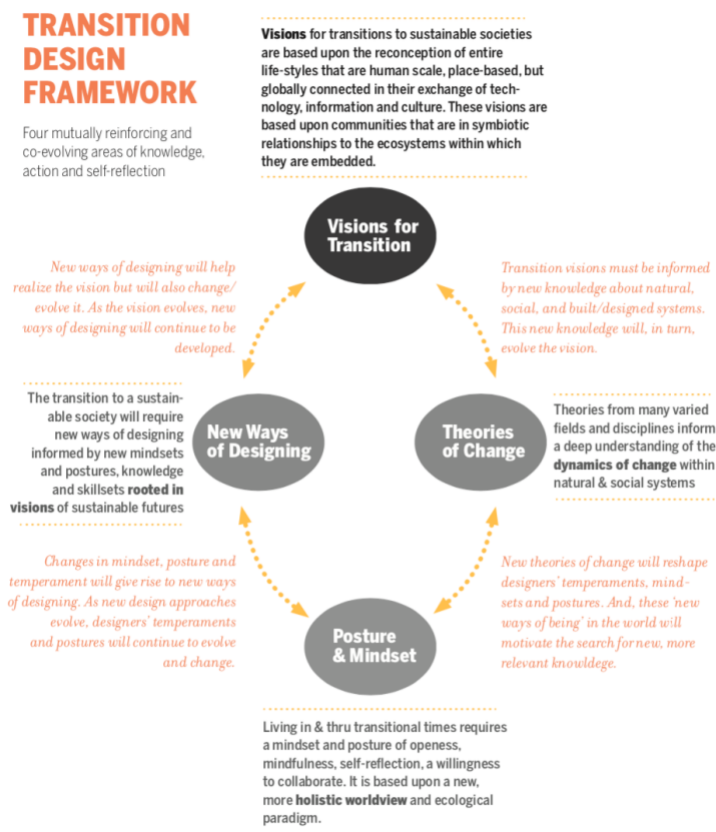 TRANSITION
DESIGN
FRAMEWORK
Four mutually reinforcing and
co-evolving areas of knowledge,
action and self-reflection
Visions for transitions to sustainable societies
are based upon the reconception of entire
life-styles that are human scale, place-based, but
globally connected in their exchange of tech-
nology, information and culture. These visions are
based upon communities that are in symbiotic
relationships to the ecosystems within which
they are embedded.
Visions for
Transition
New ways of designing will help
realize the vision but will also change/
evolve it. As the vision evolves, new
ways of designing will continue to be
developed.
Transition visions must be informed
by new knowledge about natural,
social, and built/designed systems.
This new knowledge will, in turn,
evolve the vision.
The transition to a sustain-
able society will require
new ways of designing
informed by new mindsets
and postures, knowledge
and skillsets rooted in
visions of sustainable futures
New Ways
of Designing
Theories
of Change
Theories from many varied
fields and disciplines inform
a deep understanding of the
dynamics of change within
natural & social systems
Changes in mindset, posture and
temperament will give rise to new ways
of designing. As new design approaches
evolve, designers' temperaments
and postures will continue to evolve
and change.
New theories of change will reshape
designers' temperaments, mind-
sets and postures. And, these 'new
ways of being' in the world will
motivate the search for new, more
relevant knowldege.
Posture
& Mindset
Living in & thru transitional times requires
a mindset and posture of openess,
mindfulness, self-reflection, a willingness
to collaborate. It is based upon a new,
more holistic worldview and ecological
paradigm.